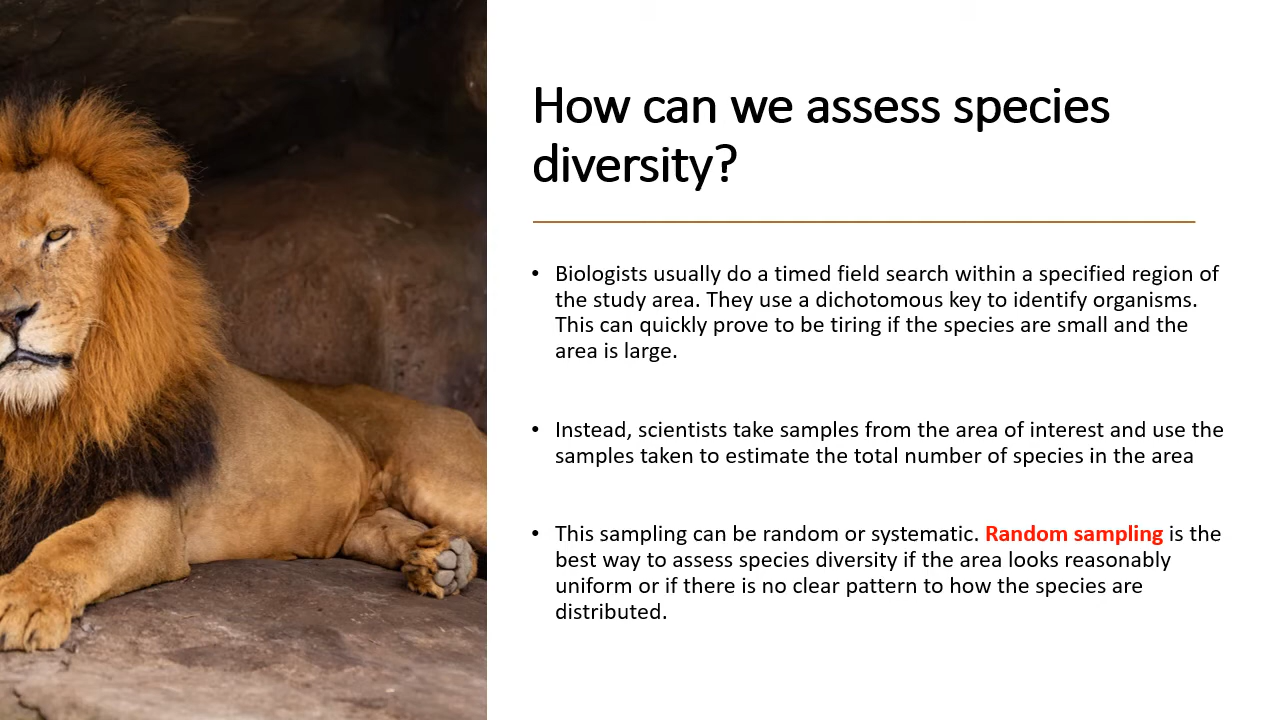 How can we assess species
diversity?
• Biologists usually do a timed field search within a specified region of
the study area. They use a dichotomous key to identify organisms.
This can quickly prove to be tiring if the species are small and the
area is large.
• Instead, scientists take samples from the area of interest and use the
samples taken to estimate the total number of species in the area
• This sampling can be random or systematic. Random sampling is the
best way to assess species diversity if the area looks reasonably
uniform or if there is no clear pattern to how the species are
distributed.